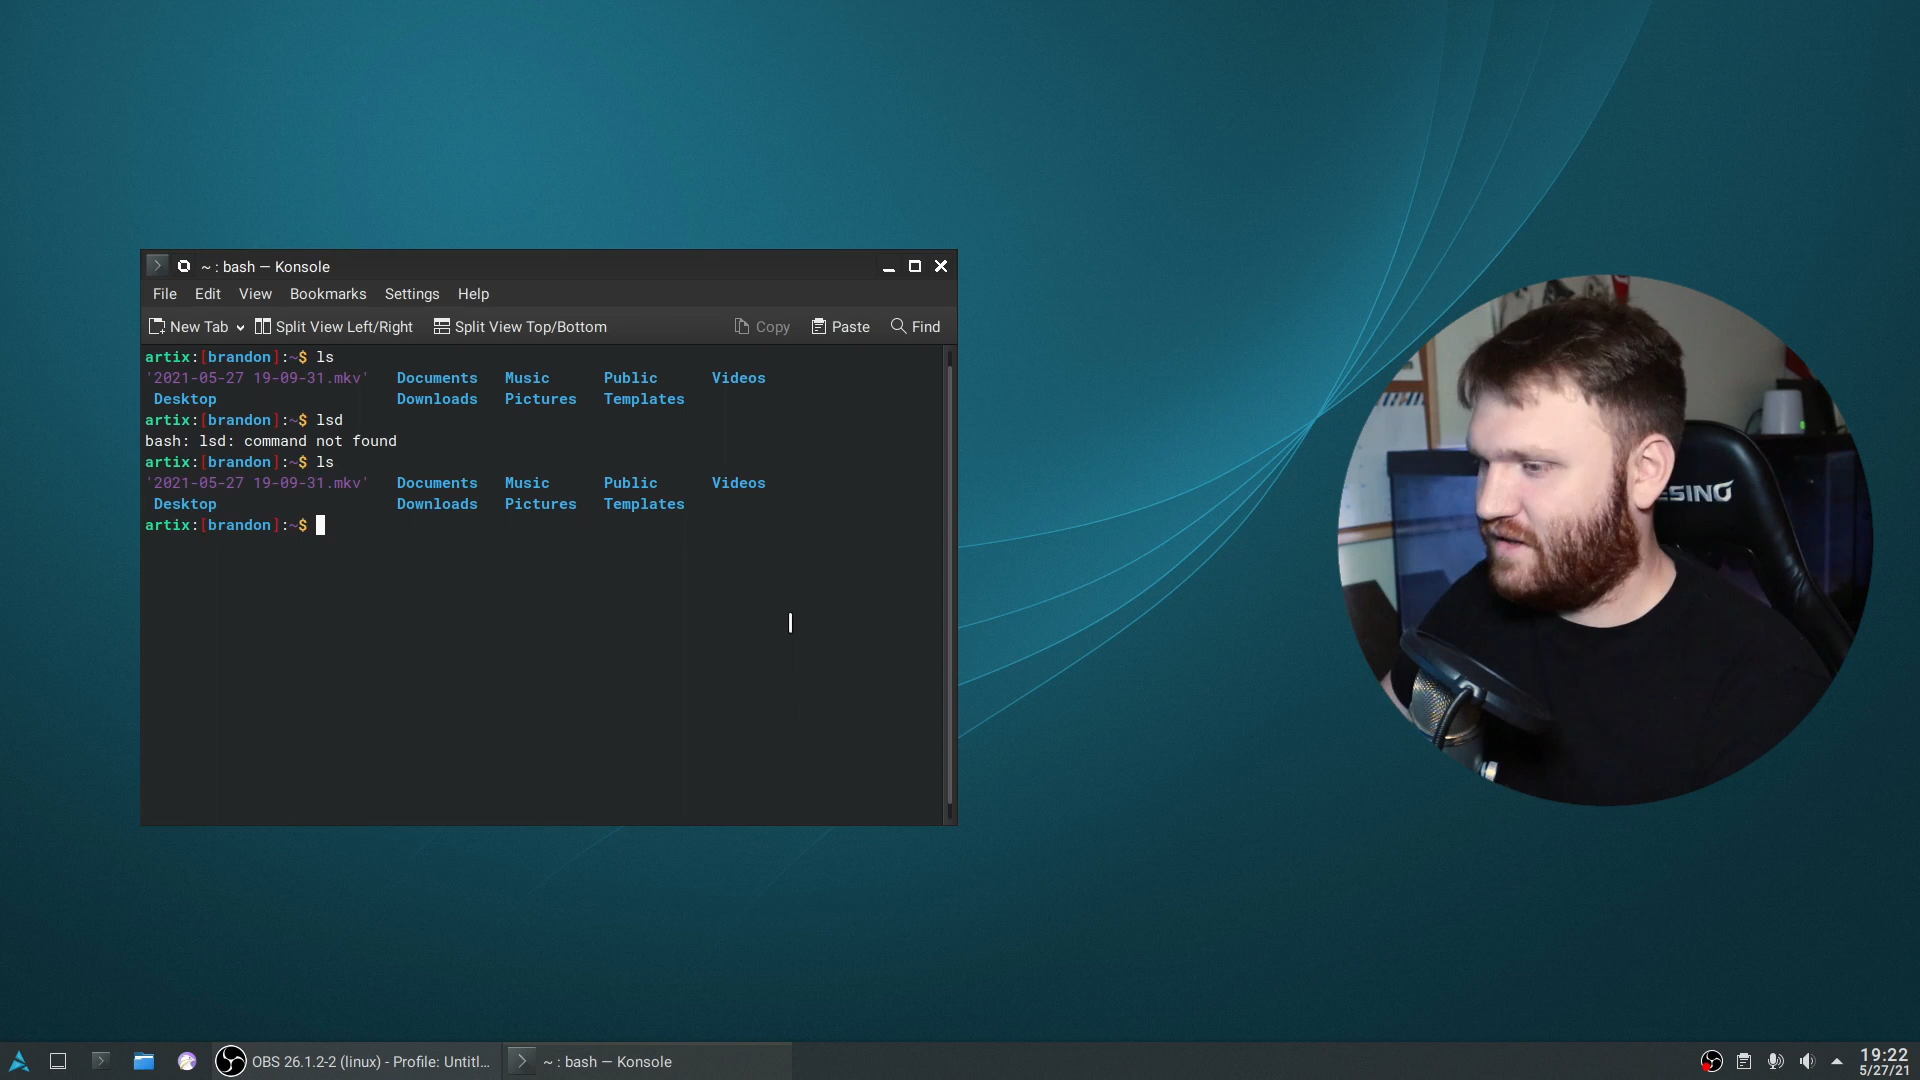 ~ : bash — Konsole
File Edit View Bookmarks Settings Help
New Tab Split View Left/Right Split View Top/Bottom Copy Paste Find
artix:[brandon]:~$ ls
'2021-05-27 19-09-31.mkv' Documents Music Public Videos
Desktop Downloads Pictures Templates
artix:[brandon]:~$ lsd
bash: lsd: command not found
artix:[brandon]:~$ ls
'2021-05-27 19-09-31.mkv' Documents Music Public Videos
Desktop Downloads Pictures Templates
artix:[brandon]:~$
ESING
OBS 26.1.2-2 (linux) - Profile: Untitl...
~ : bash — Konsole
19:22
5/27/21